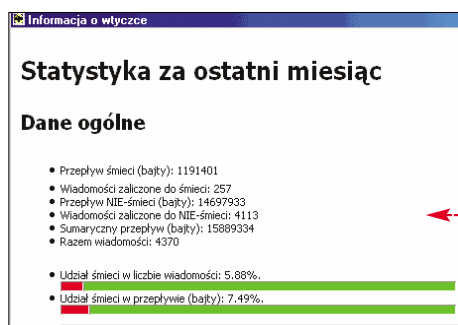 Informacja o wtyczce
Statystyka za ostatni miesiąc
Dane ogólne
Przepływ śmieci (bajty): 1191401
Wiadomości zaliczone do śmieci: 257
Przepływ NIE-śmieci (bajty): 14697933
Wiadomości zaliczone do NIE-śmieci: 4113
Sumaryczny przepływ (bajty): 15889334
Razem wiadomości: 4370
Udział śmieci w liczbie wiadomości: 5.88%.
Udział śmieci w przepływie (bajty): 7.49%.